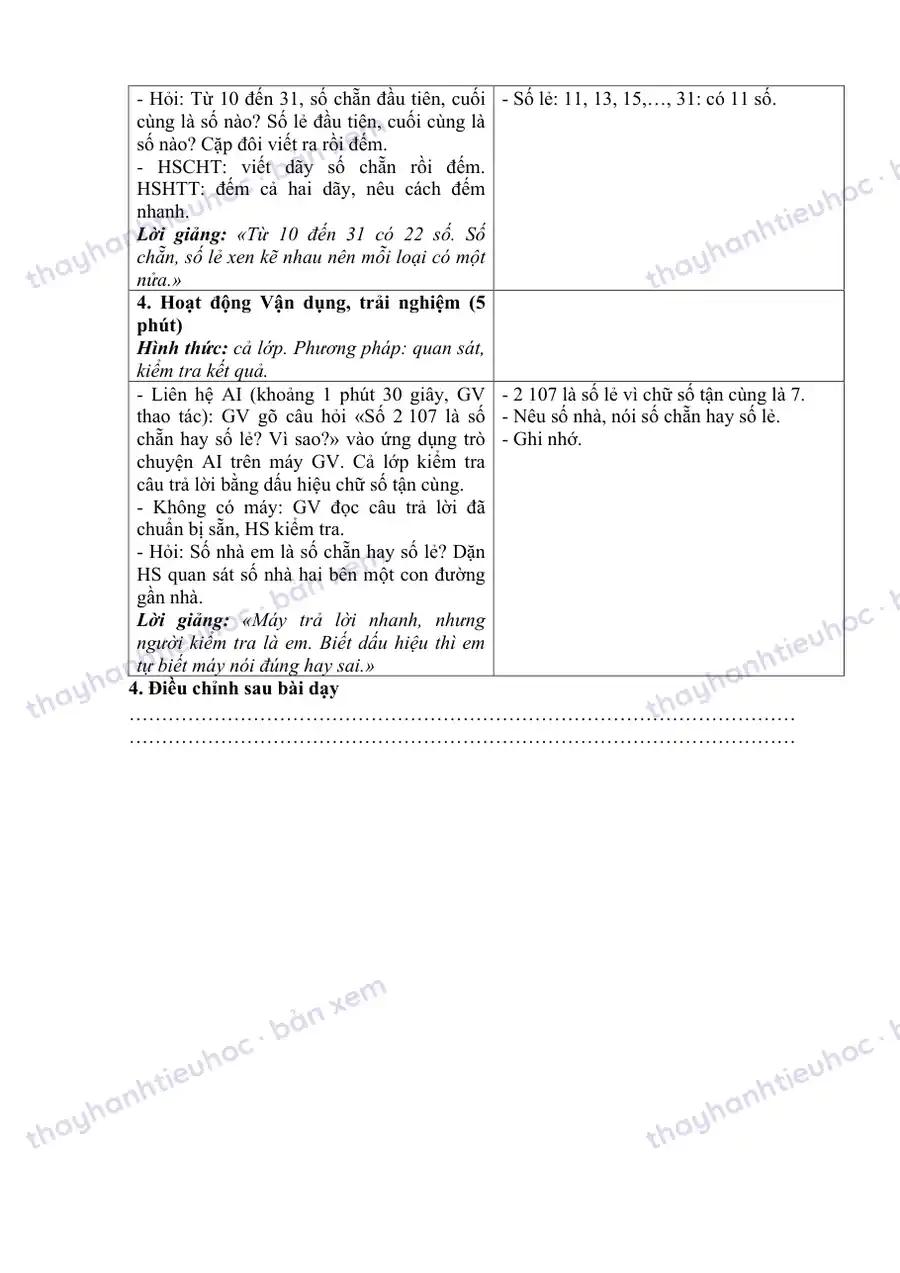 - Hỏi: Từ 10 đến 31, số chẵn đầu tiên, cuối
cùng là số nào? Số lẻ đầu tiên, cuối cùng là
số nào? Cặp đôi viết ra rồi đếm.
- HSCHT: viết dãy số chẵn rồi đếm.
HSHTT: đếm cả hai dãy, nêu cách đếm
nhanh.
Lời giảng: «Từ 10 đến 31 có 22 số. Số
chẵn, số lẻ xen kẽ nhau nên mỗi loại có một
nửa.»
- Số lẻ: 11, 13, 15,…, 31: có 11 số.
4. Hoạt động Vận dụng, trải nghiệm (5
phút)
Hình thức: cả lớp. Phương pháp: quan sát,
kiểm tra kết quả.
- Liên hệ AI (khoảng 1 phút 30 giây, GV
thao tác): GV gõ câu hỏi «Số 2 107 là số
chẵn hay số lẻ? Vì sao?» vào ứng dụng trò
chuyện AI trên máy GV. Cả lớp kiểm tra
câu trả lời bằng dấu hiệu chữ số tận cùng.
- Không có máy: GV đọc câu trả lời đã
chuẩn bị sẵn, HS kiểm tra.
- Hỏi: Số nhà em là số chẵn hay số lẻ? Dặn
HS quan sát số nhà hai bên một con đường
gần nhà.
Lời giảng: «Máy trả lời nhanh, nhưng
người kiểm tra là em. Biết dấu hiệu thì em
tự biết máy nói đúng hay sai.»
- 2 107 là số lẻ vì chữ số tận cùng là 7.
- Nêu số nhà, nói số chẵn hay số lẻ.
- Ghi nhớ.
4. Điều chỉnh sau bài dạy
……………………………………………………………………………………………
……………………………………………………………………………………………
thayhanhtieuhoc · bản xem
thayhanhtieuhoc · b
thayhanhtieuhoc · bản xem
thayhanhtieuhoc · b
thayhanhtieuhoc · bản xem
thayhanhtieuhoc · b